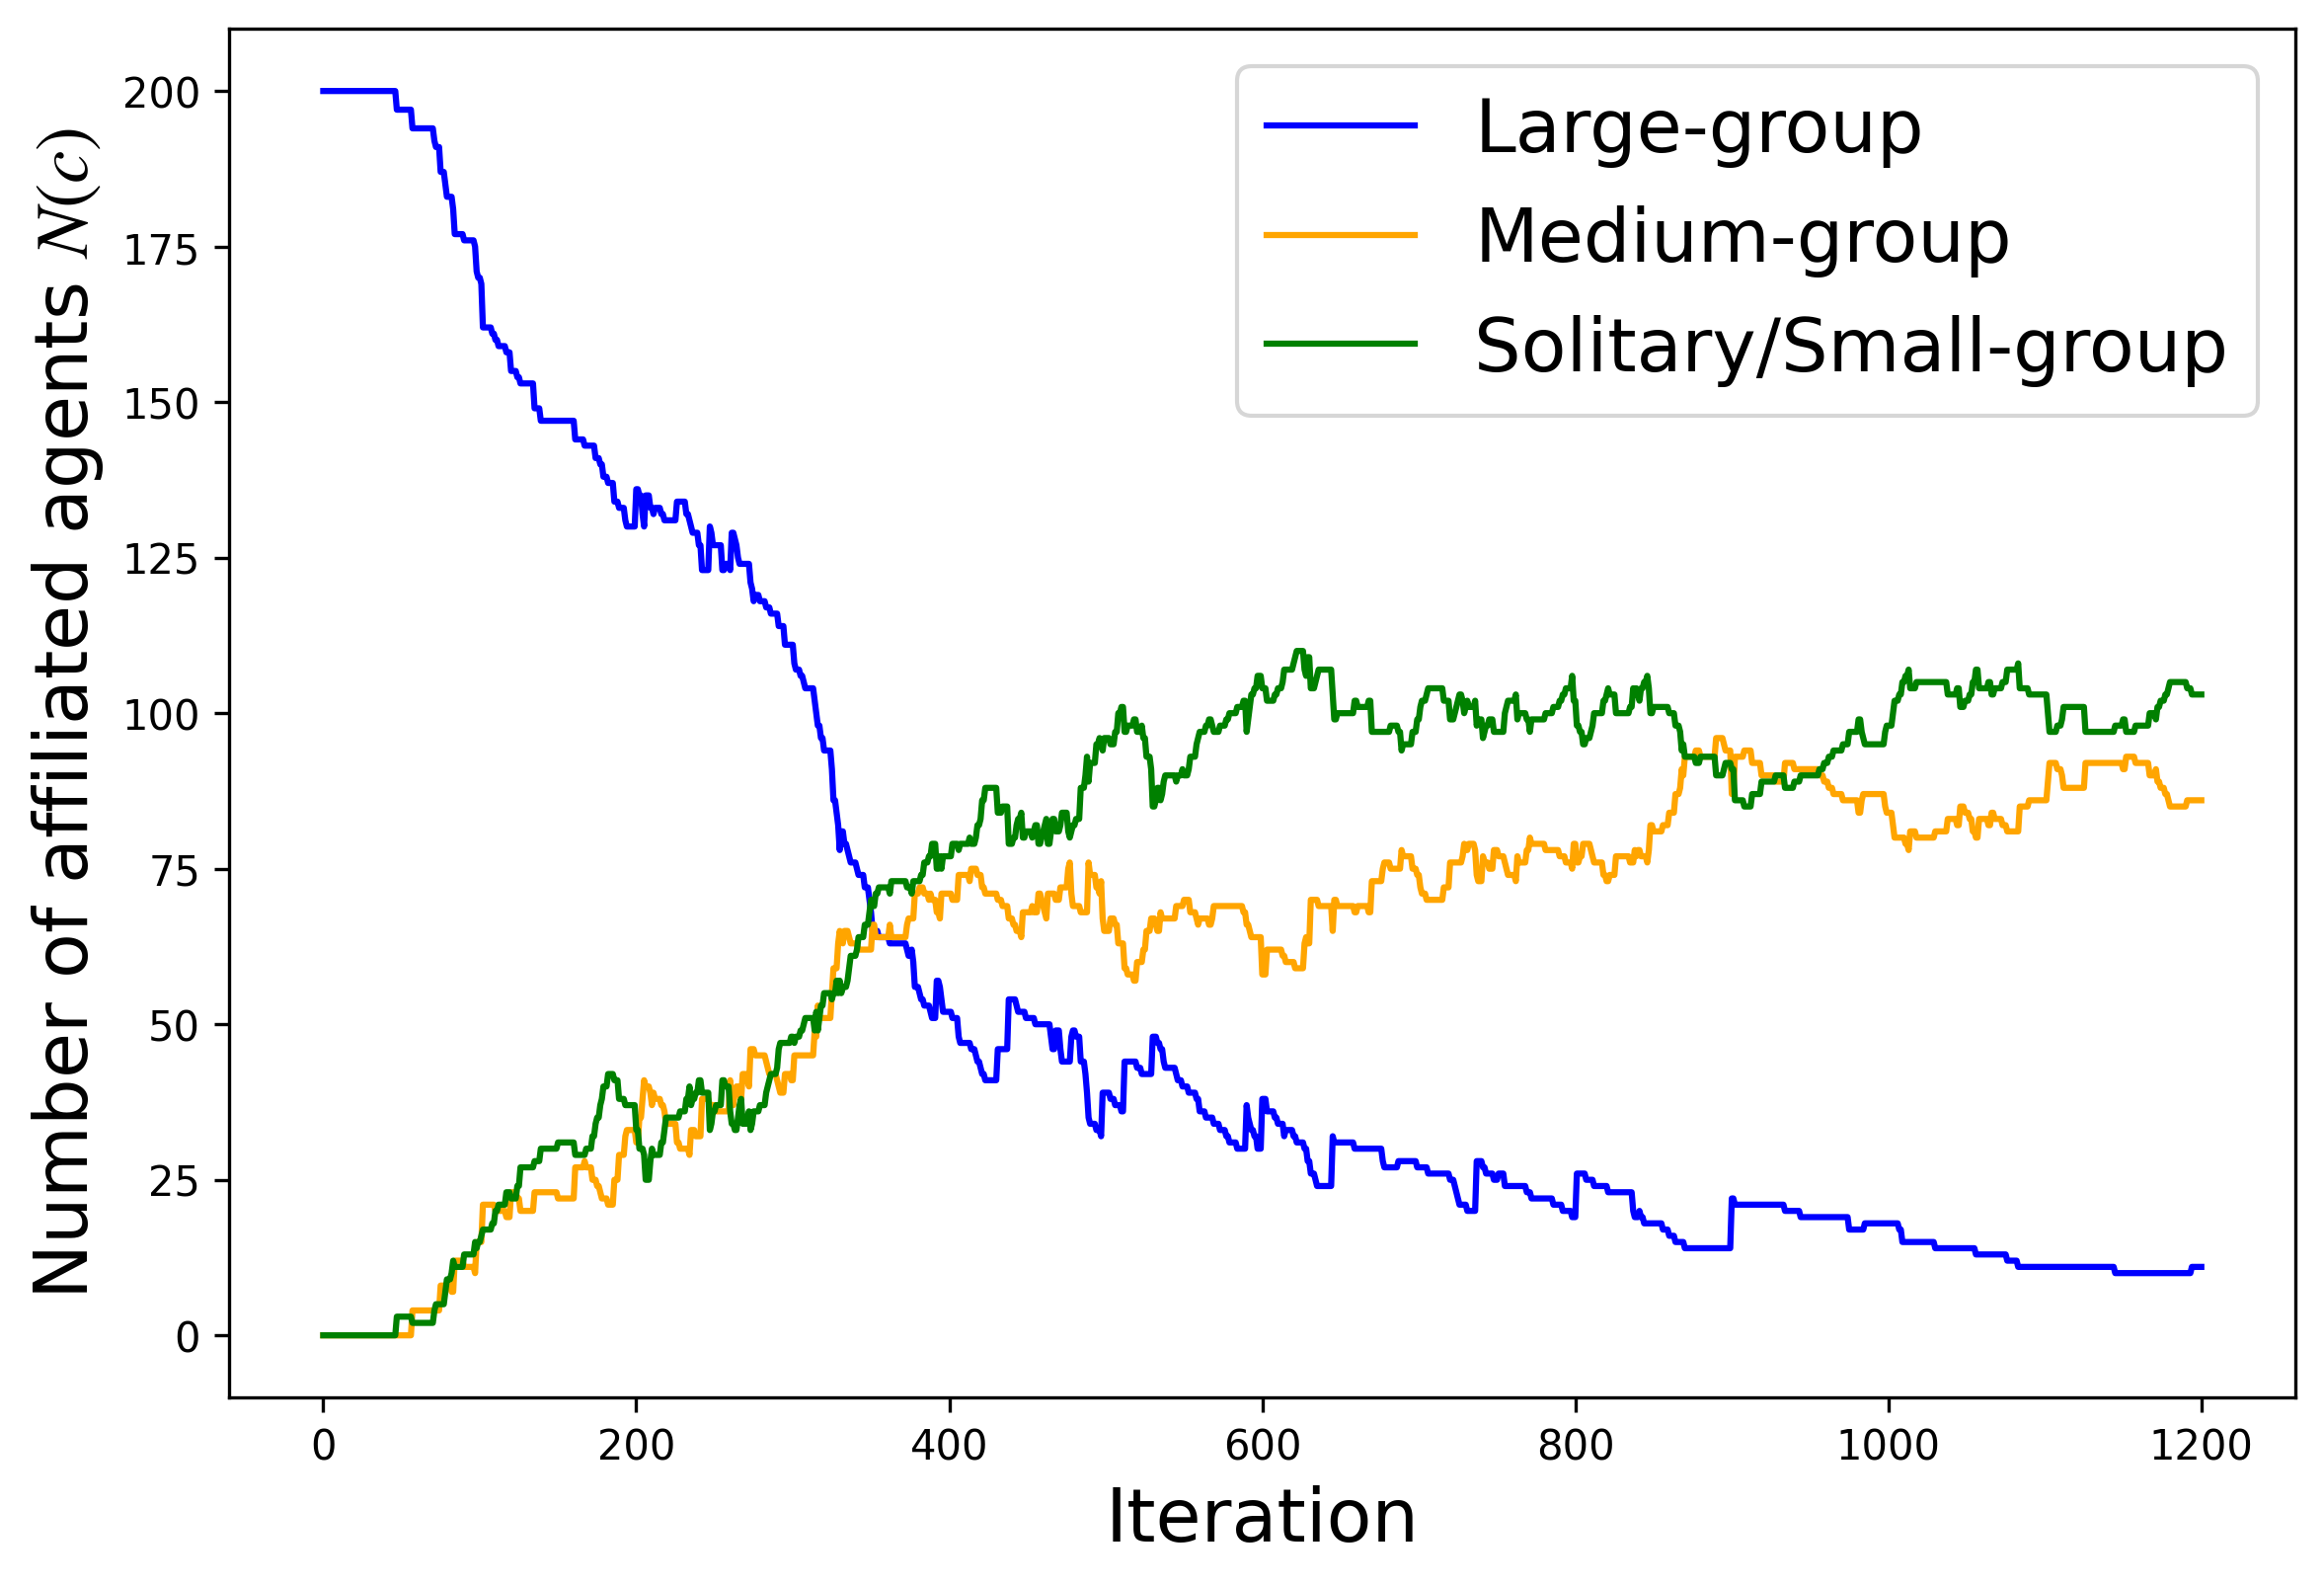 Number of affiliated agents N(c)
200
175
150
125
100
75
50
25
0
Large-group
Medium-group
Solitary/Small-group
0 200 400 600 800 1000 1200
Iteration